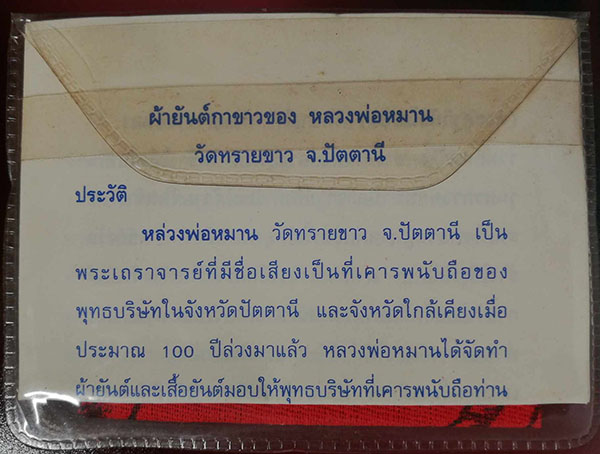 ผ้ายันต์กาขาวของ หลวงพ่อหมาน
วัดทรายขาว จ.ปัตตานี
ประวัติ
หล่วงพ่อหมาน วัดทรายขาว จ.ปัตตานี เป็น
พระเถราจารย์ที่มีชื่อเสียงเป็นที่เคารพนับถือของ
พุทธบริษัทในจังหวัดปัตตานี และจังหวัดใกล้เคียงเมื่อ
ประมาณ 100 ปีล่วงมาแล้ว หลวงพ่อหมานได้จัดทำ
ผ้ายันต์และเสื้อยันต์มอบให้พุทธบริษัทที่เคารพนับถือท่าน